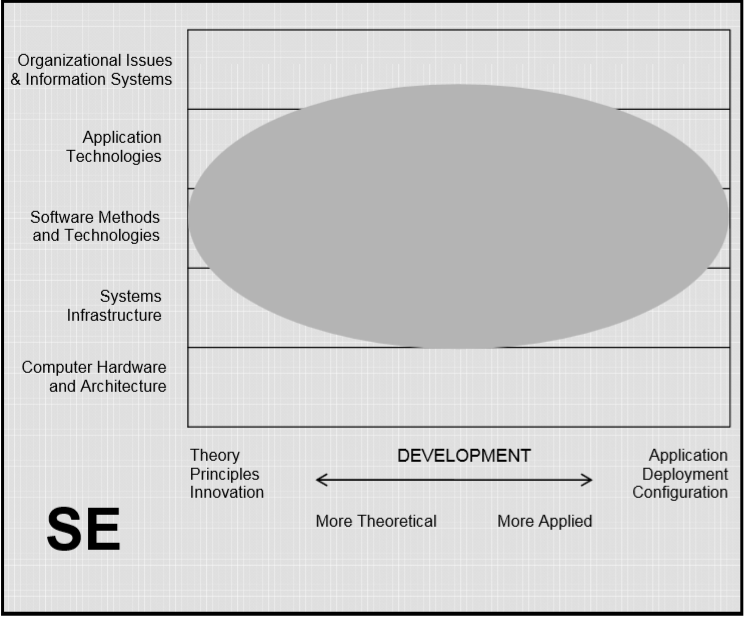 Organizational Issues
& Information Systems
Application
Technologies
Software Methods
and Technologies
Systems
Infrastructure
Computer Hardware
and Architecture
Theory
Principles
Innovation
DEVELOPMENT
Application
Deployment
Configuration
More Theoretical
More Applied
SE